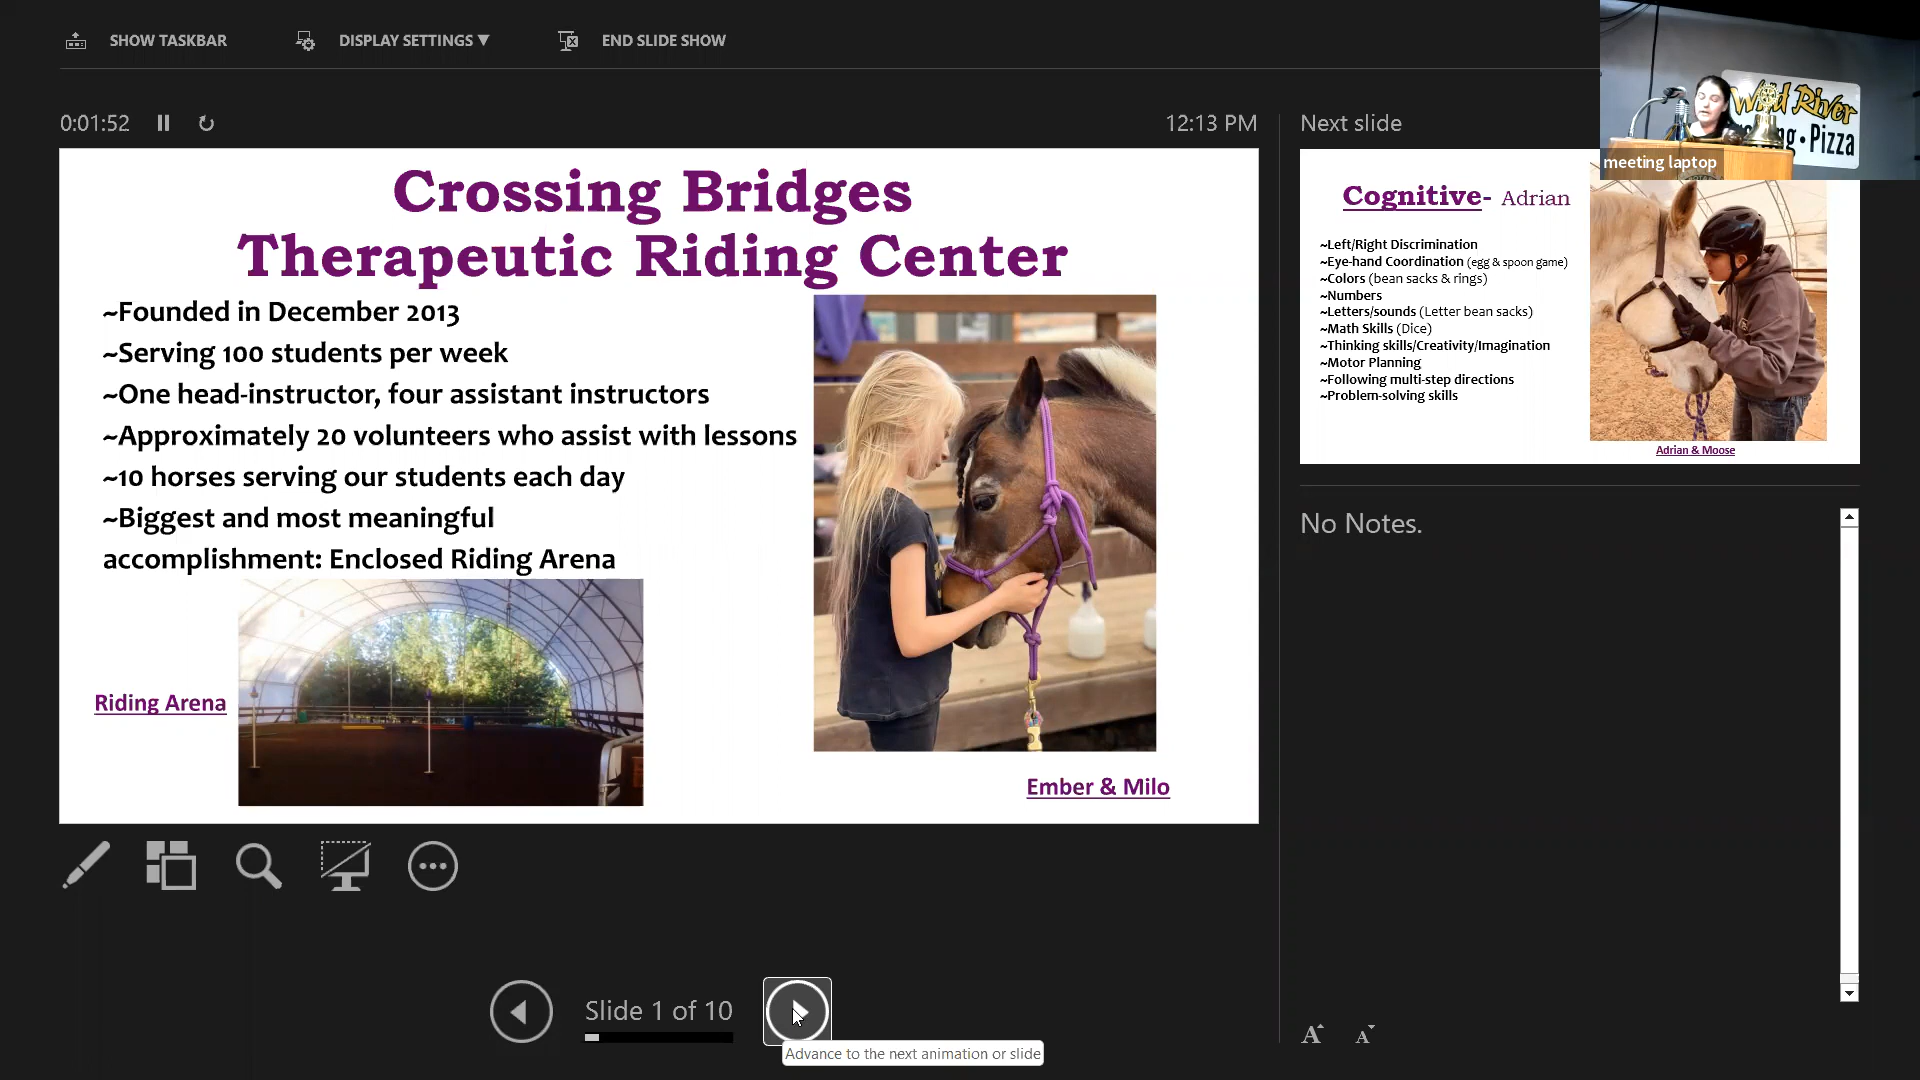 SHOW TASKBAR
DISPLAY SETTINGS ▼
END SLIDE SHOW
0:01:52
12:13 PM
Crossing Bridges
Therapeutic Riding Center
~Founded in December 2013
~Serving 100 students per week
~One head-instructor, four assistant instructors
~Approximately 20 volunteers who assist with lessons
~10 horses serving our students each day
~Biggest and most meaningful
accomplishment: Enclosed Riding Arena
Riding Arena
Ember & Milo
Slide 1 of 10
Advance to the next animation or slide
Next slide
Cognitive- Adrian
~Left/Right Discrimination
~Eye-hand Coordination (egg & spoon game)
~Colors (bean sacks & rings)
~Numbers
~Letters/sounds (Letter bean sacks)
~Math Skills (Dice)
~Thinking skills/Creativity/Imagination
~Motor Planning
~Following multi-step directions
~Problem-solving skills
Adrian & Moose
No Notes.
A A
Wild River
Pizza
meeting laptop